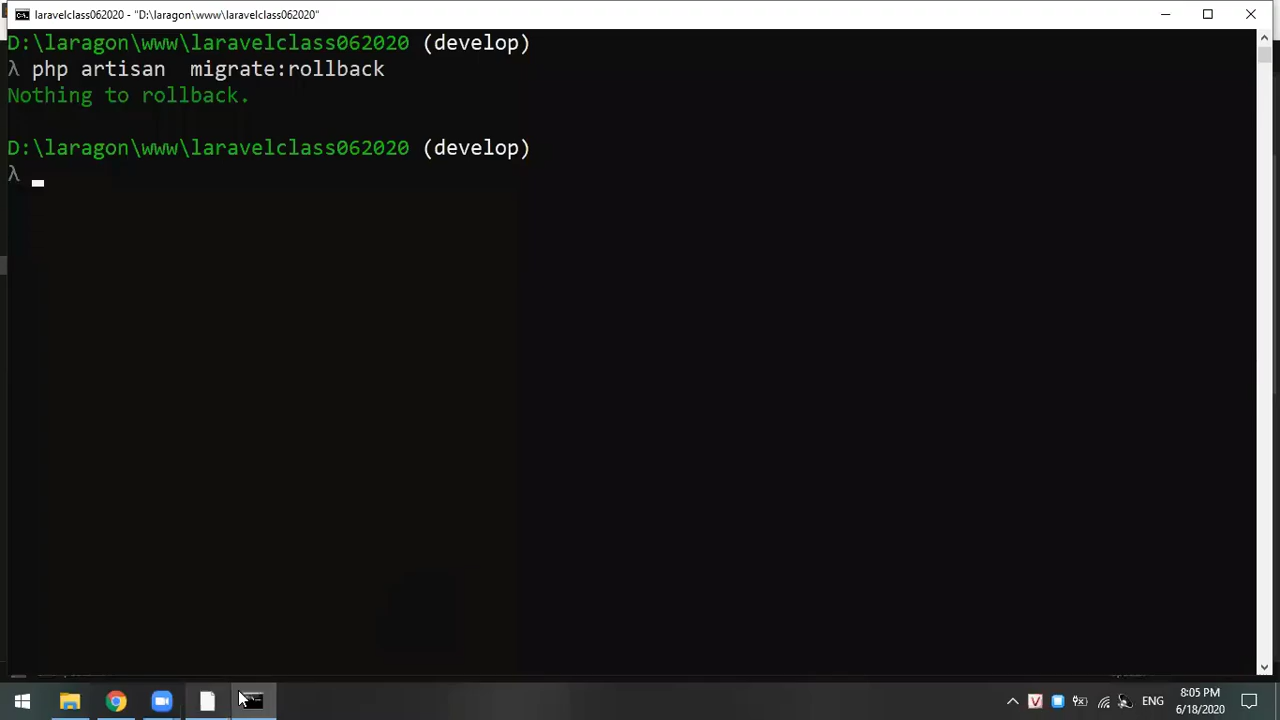 laravelclass062020 - "D:\laragon\www\laravelclass062020"
D:\laragon\www\laravelclass062020 (develop)
λ php artisan  migrate:rollback
Nothing to rollback.
D:\laragon\www\laravelclass062020 (develop)
λ
ENG
8:05 PM
6/18/2020